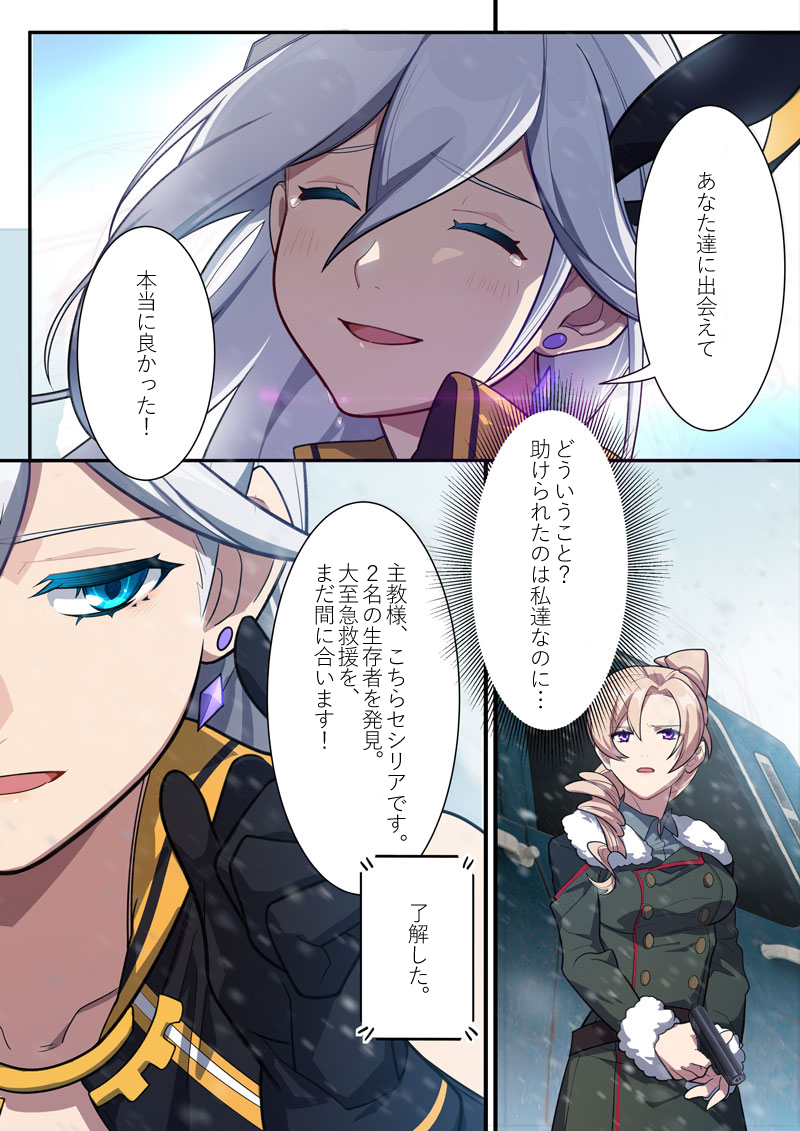 あなた達に出会えて
本当に良かった！
どういうこと？
助けられたのは私達なのに…
主教様、こちらセシリアです。
２名の生存者を発見。
大至急救援を、
まだ間に合います！
了解した。